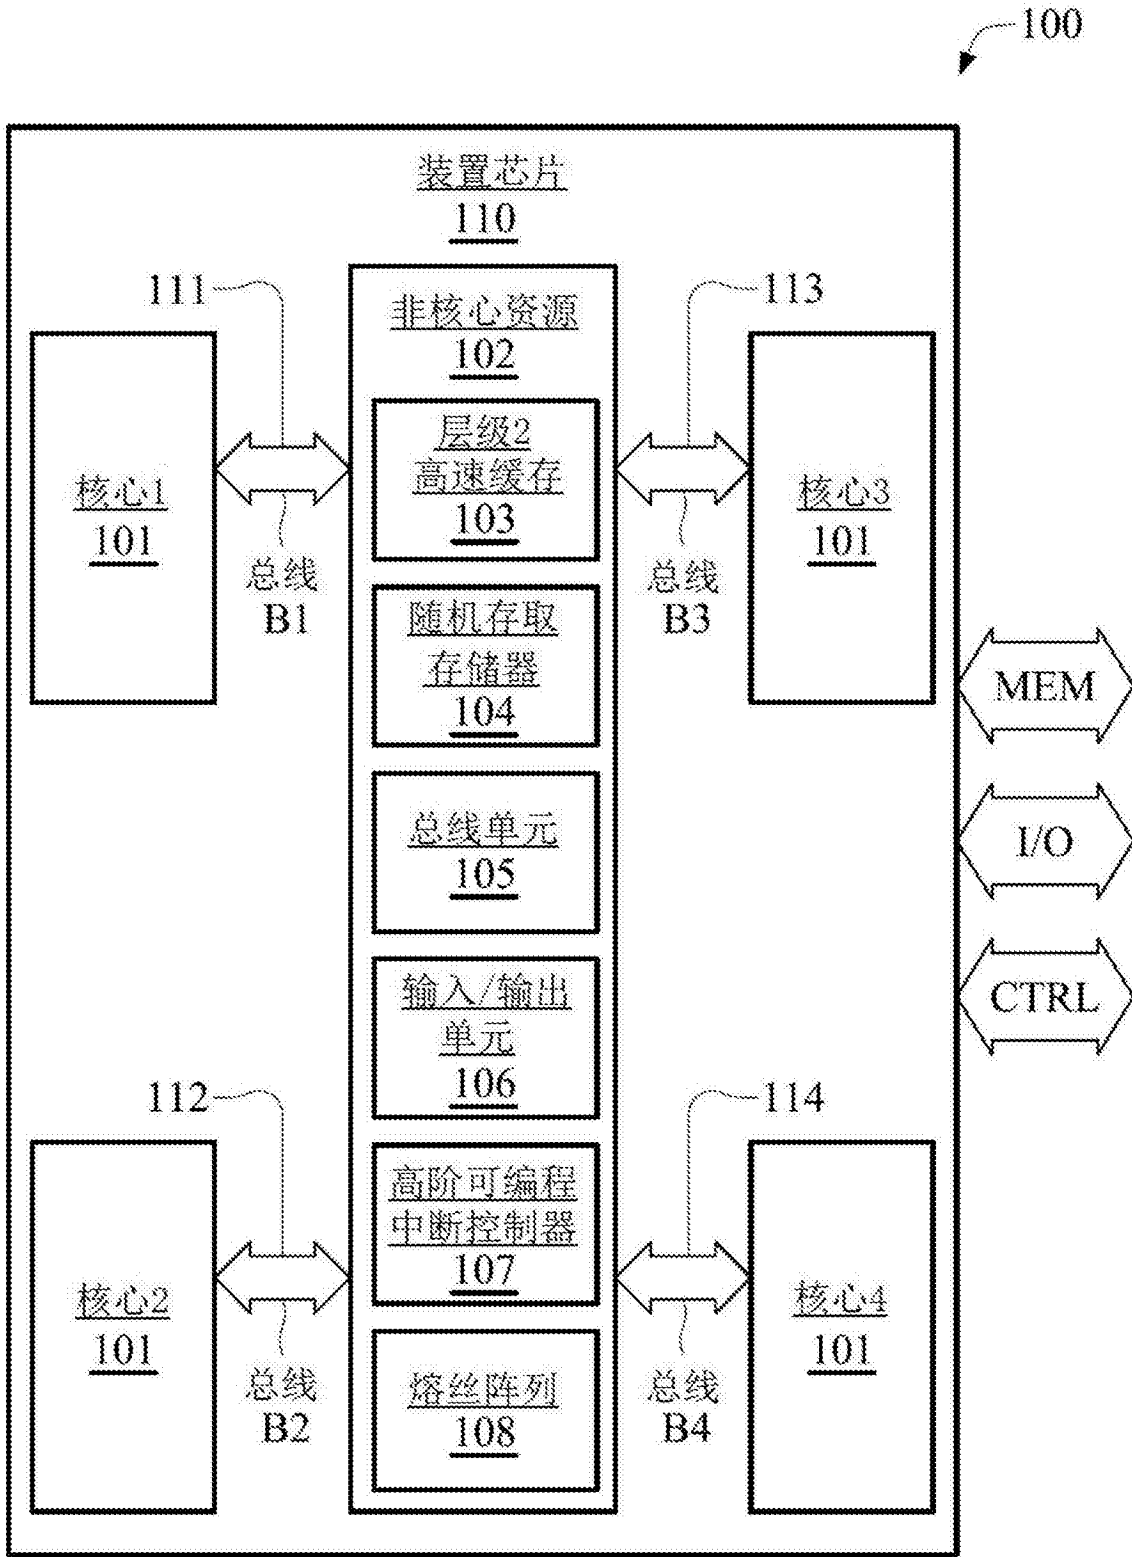 100
装置芯片
110
111
113
非核心资源
102
层级2
高速缓存
103
核心1
101
核心3
101
总线
B1
总线
B3
随机存取
存储器
104
MEM
总线单元
105
I/O
输入/输出
单元
106
CTRL
112
114
高阶可编程
中断控制器
107
核心2
101
核心4
101
总线
B2
总线
B4
熔丝阵列
108